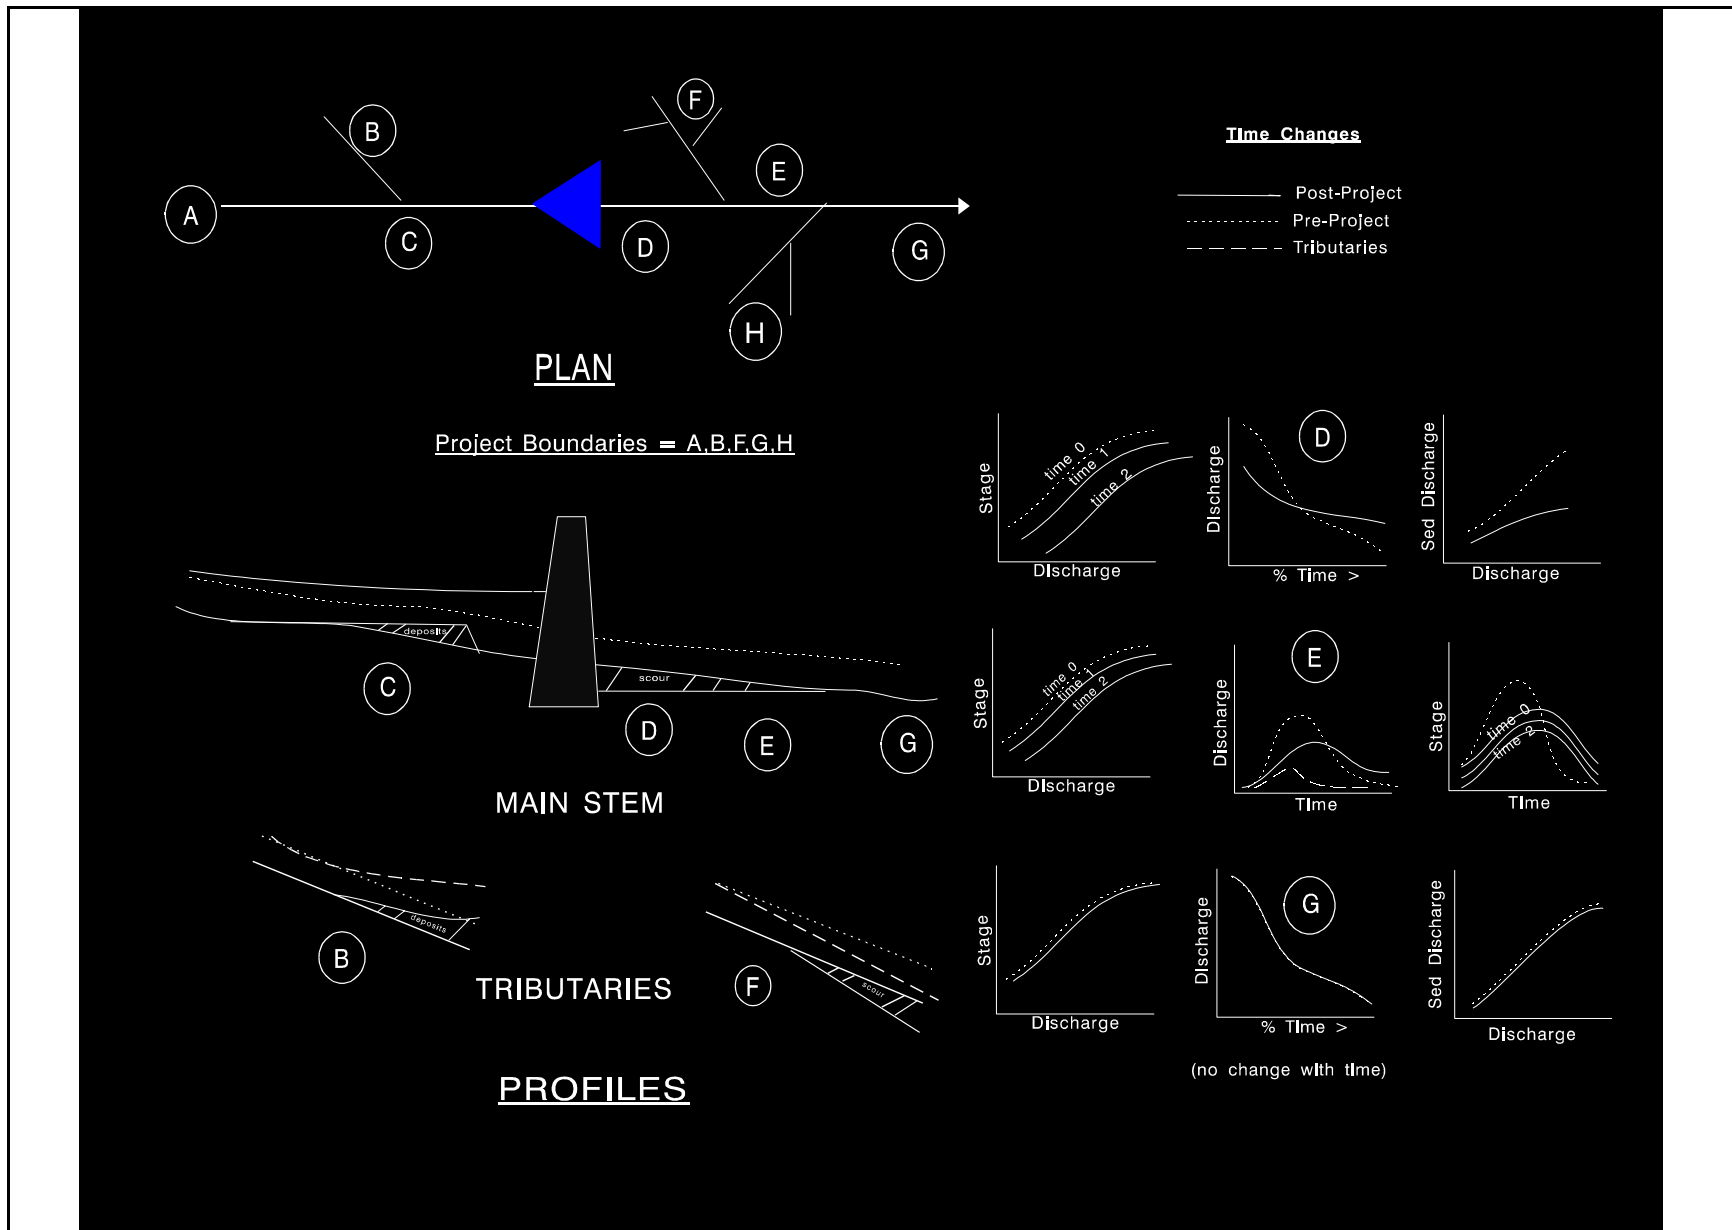 F
B
E
A
C
D
G
H
PLAN
Project Boundaries = A,B,F,G,H
Time Changes
Post-Project
Pre-Project
Tributaries
deposits
scour
C
D
E
G
MAIN STEM
deposits
B
TRIBUTARIES
F
scour
PROFILES
Stage
time 0
time 1
time 2
Discharge
Discharge
D
% Time >
Sed Discharge
Discharge
Stage
time 0
time 1
time 2
Discharge
Discharge
E
Time
Stage
time 0
time 2
Time
Stage
Discharge
Discharge
G
% Time >
(no change with time)
Sed Discharge
Discharge